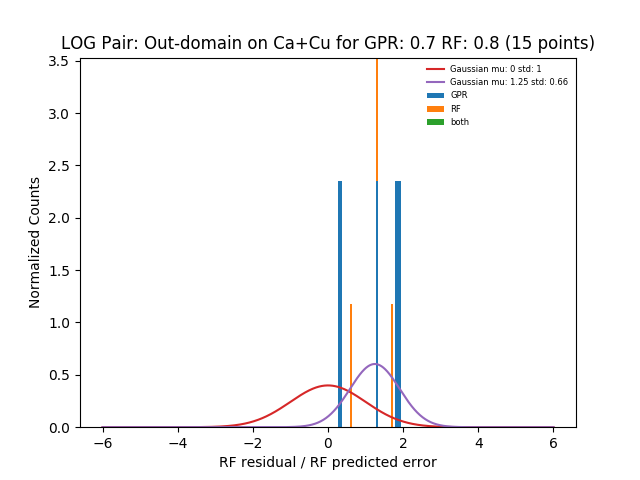 LOG Pair: Out-domain on Ca+Cu for GPR: 0.7 RF: 0.8 (15 points)
Gaussian mu: 0 std: 1
Gaussian mu: 1.25 std: 0.66
GPR
RF
both
Normalized Counts
3.5
3.0
2.5
2.0
1.5
1.0
0.5
0.0
−6
−4
−2
0
2
4
6
RF residual / RF predicted error